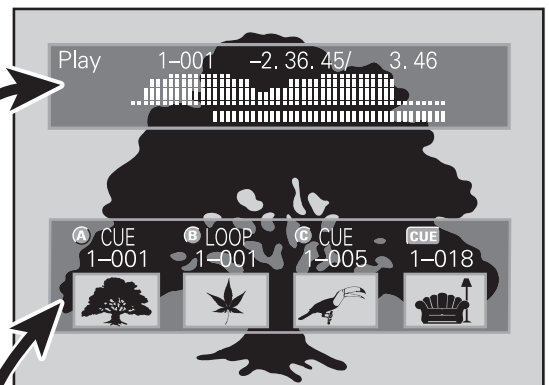 Play 1–001 –2. 36. 45/ 3. 46
A CUE B LOOP C CUE CUE
1–001 1–001 1–005 1–018